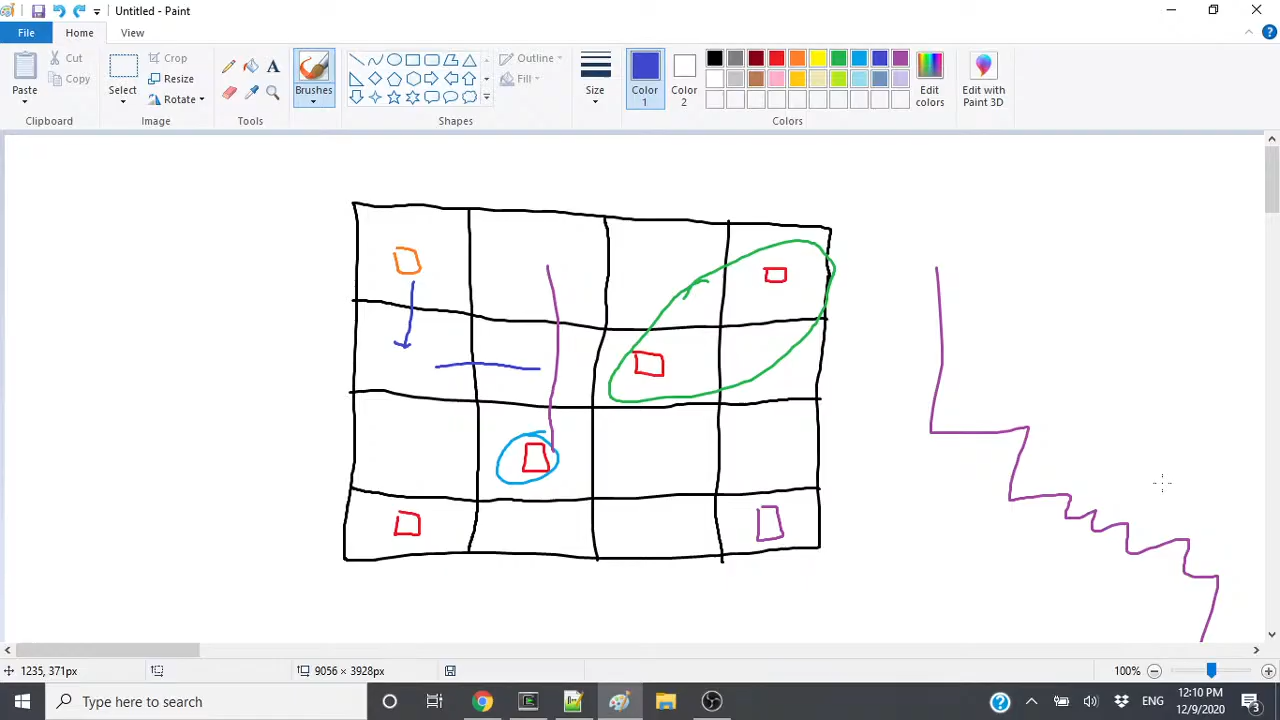 Untitled - Paint
File Home View
Paste Cut Copy
Clipboard
Select Crop Resize Rotate
Image
Tools
Brushes
Outline Fill
Shapes
Size
Color 1
Color 2
Edit colors
Colors
Edit with Paint 3D
1235, 371px
9056 × 3928px
100%
Type here to search
ENG
12:10 PM
12/9/2020
3